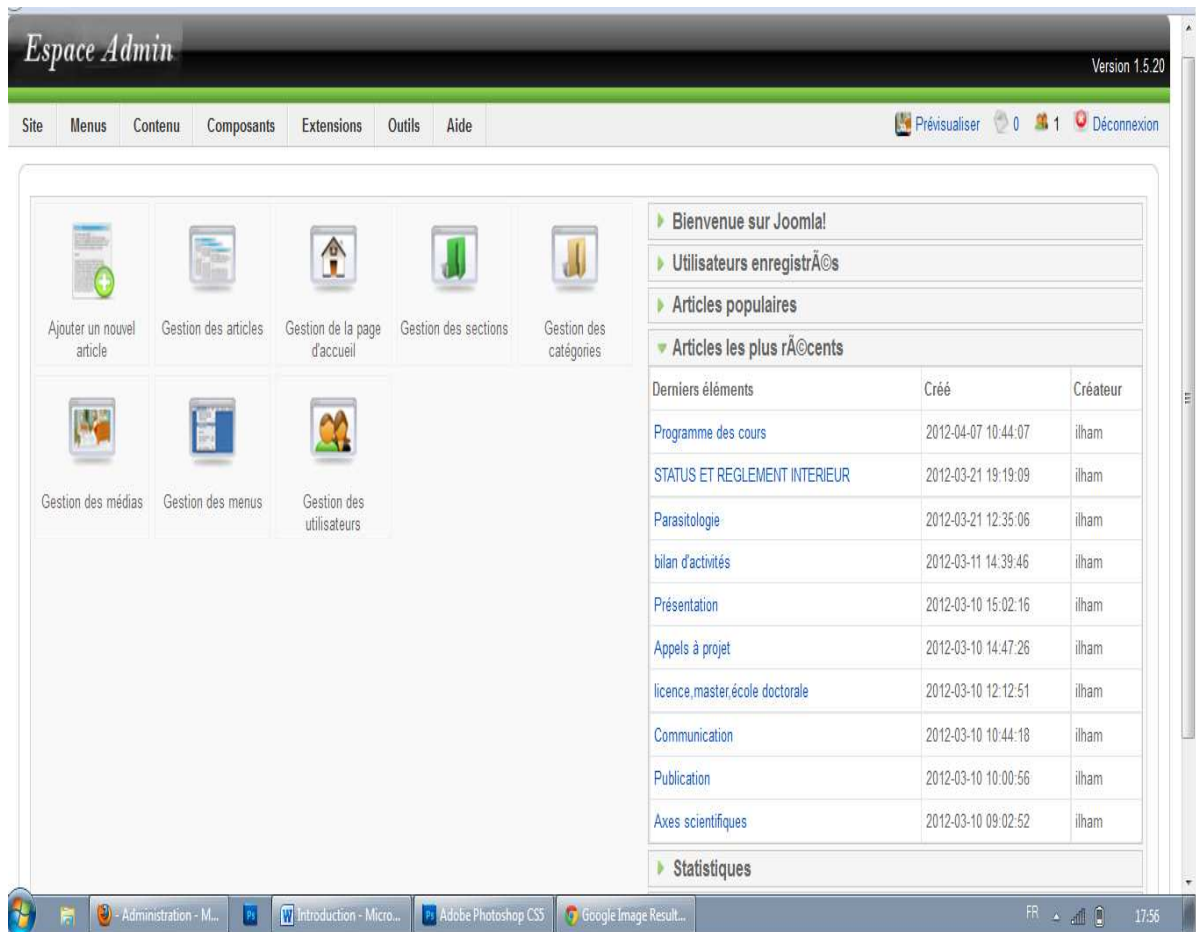 Espace Admin
Version 1.5.20
Site Menus Contenu Composants Extensions Outils Aide Prévisualiser 0 1 Déconnexion
Ajouter un nouvel article
Gestion des articles
Gestion de la page d'accueil
Gestion des sections
Gestion des catégories
Gestion des médias
Gestion des menus
Gestion des utilisateurs
Bienvenue sur Joomla!
Utilisateurs enregistrÃ©s
Articles populaires
Articles les plus rÃ©cents
Derniers éléments Créé Créateur
Programme des cours 2012-04-07 10:44:07 ilham
STATUS ET REGLEMENT INTERIEUR 2012-03-21 19:19:09 ilham
Parasitologie 2012-03-21 12:35:06 ilham
bilan d'activités 2012-03-11 14:39:46 ilham
Présentation 2012-03-10 15:02:16 ilham
Appels à projet 2012-03-10 14:47:26 ilham
licence,master,école doctorale 2012-03-10 12:12:51 ilham
Communication 2012-03-10 10:44:18 ilham
Publication 2012-03-10 10:00:56 ilham
Axes scientifiques 2012-03-10 09:02:52 ilham
Statistiques
- Administration - M... Ps Introduction - Micro... Ps Adobe Photoshop CS5 Google Image Result... FR 17:56